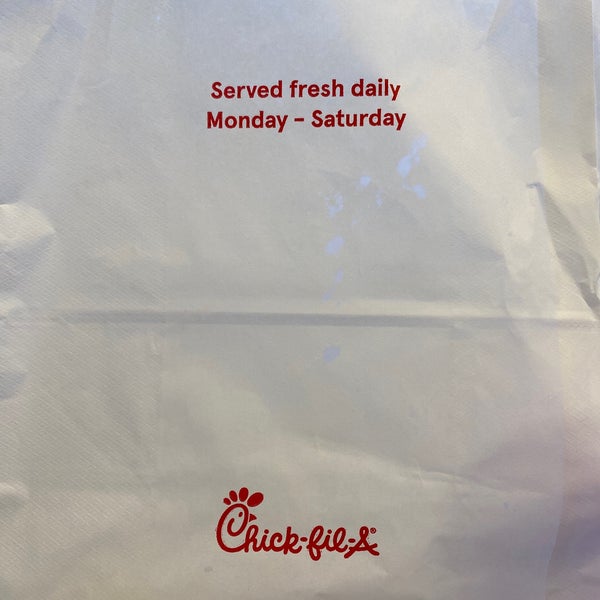 Served fresh daily
Monday – Saturday
Chick-fil-A®